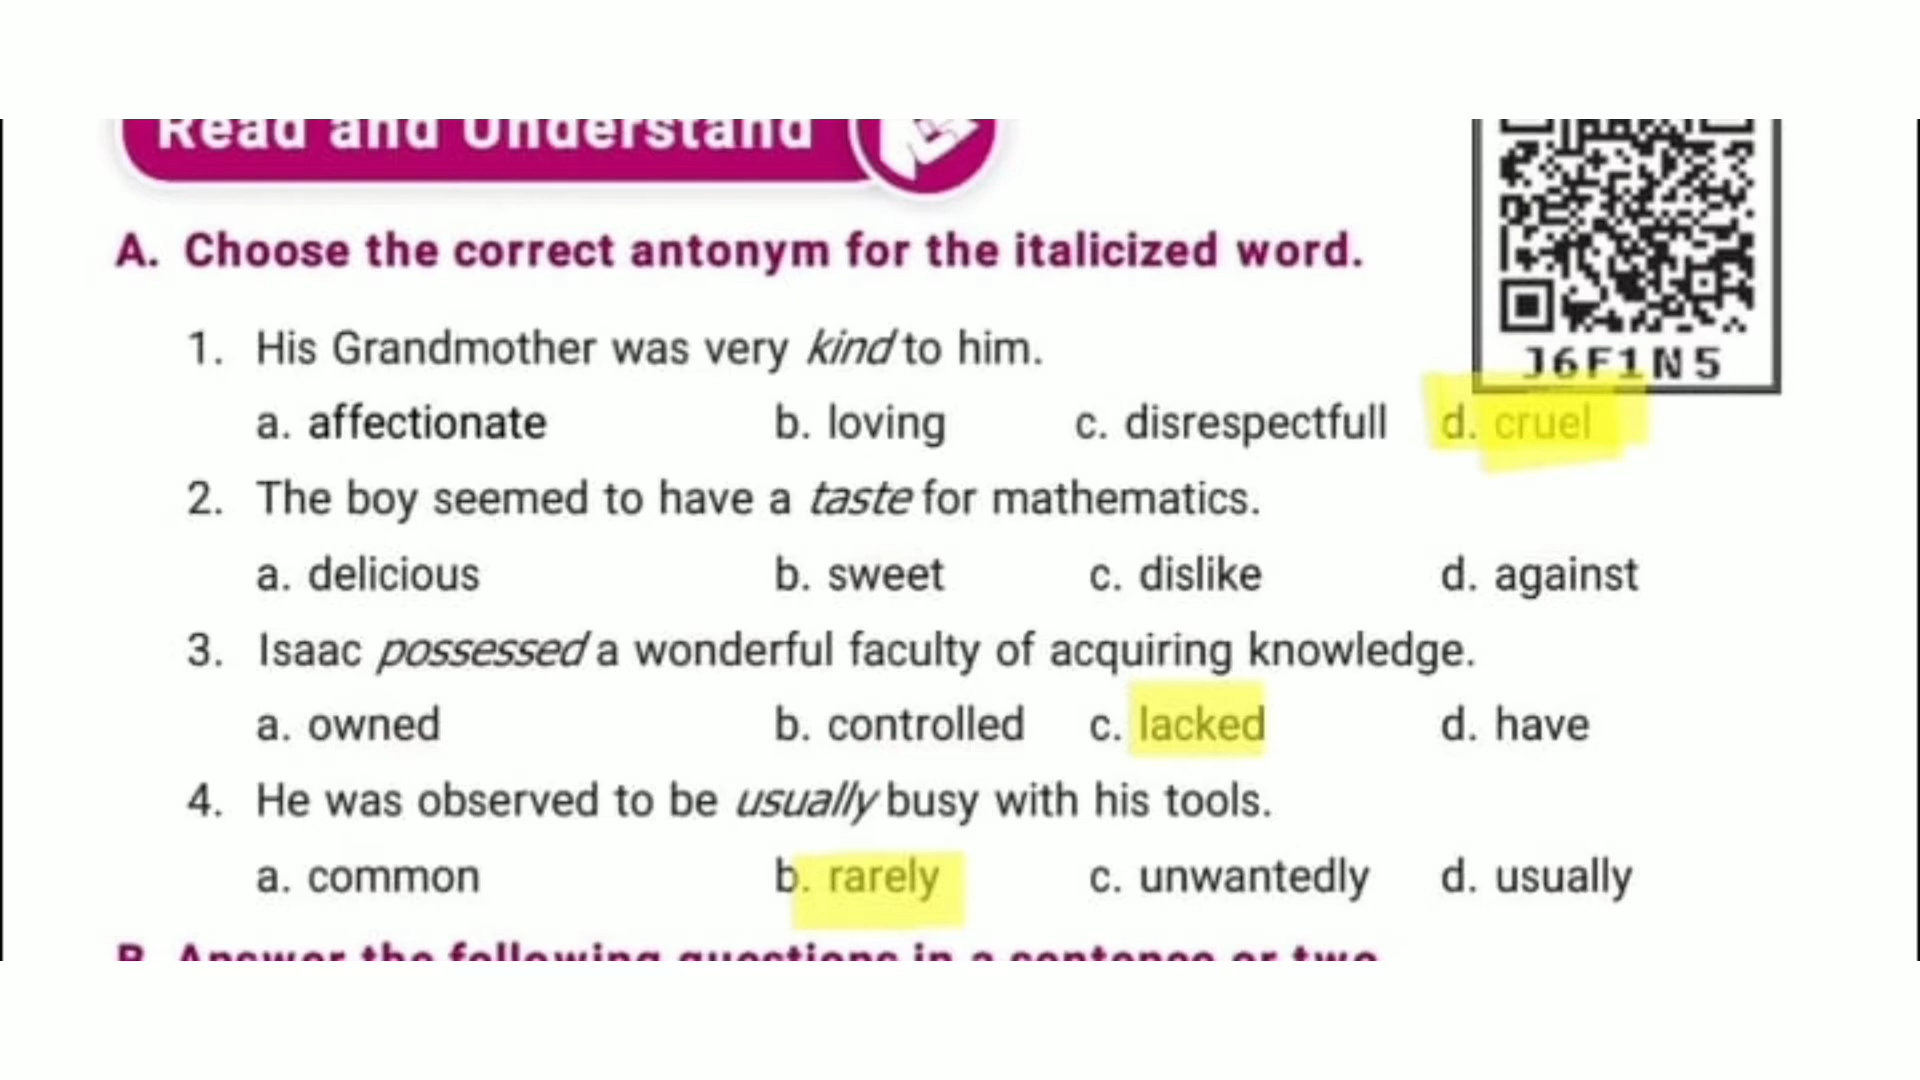 Read and Understand
A. Choose the correct antonym for the italicized word.
1. His Grandmother was very kind to him.
a. affectionate b. loving c. disrespectfull d. cruel
2. The boy seemed to have a taste for mathematics.
a. delicious b. sweet c. dislike d. against
3. Isaac possessed a wonderful faculty of acquiring knowledge.
a. owned b. controlled c. lacked d. have
4. He was observed to be usually busy with his tools.
a. common b. rarely c. unwantedly d. usually
B. Answer the following questions in a sentence or two.
J6F1N5